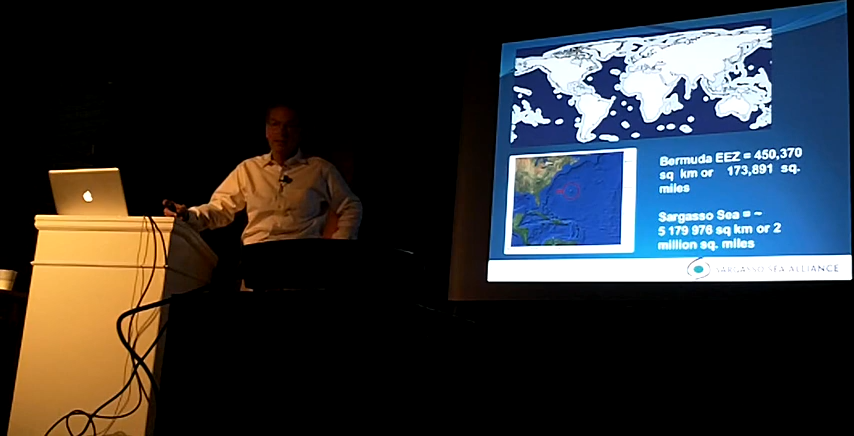 Bermuda EEZ = 450,370
sq km or 173,891 sq.
miles
Sargasso Sea = ~
5 179 976 sq km or 2
million sq. miles
SARGASSO SEA ALLIANCE